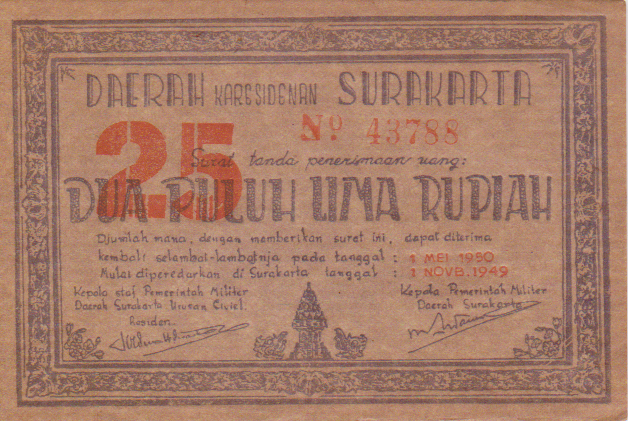 DAERAH KARESIDENAN SURAKARTA
No 43788
25
Surat tanda penerimaan uang:
DUA PULUH LIMA RUPIAH
Djumlah mana, dengan memberikan surat ini, dapat diterima
kembali selambat-lambatnja pada tanggal : 1 MEI 1950
Mulai diperedarkan di Surakarta tanggal : 1 NOVB. 1949
Kepala staf Pemerintah Militer
Daerah Surakarta Urusan Civiel.
Residen.
Kepala Pemerintah Militer
Daerah Surakarta